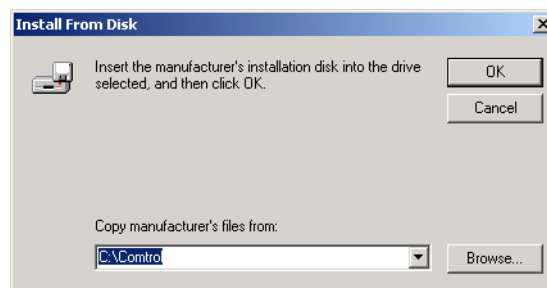 Install From Disk
Insert the manufacturer's installation disk into the drive
selected, and then click OK.
OK
Cancel
Copy manufacturer's files from:
C:\Comtrol
Browse...